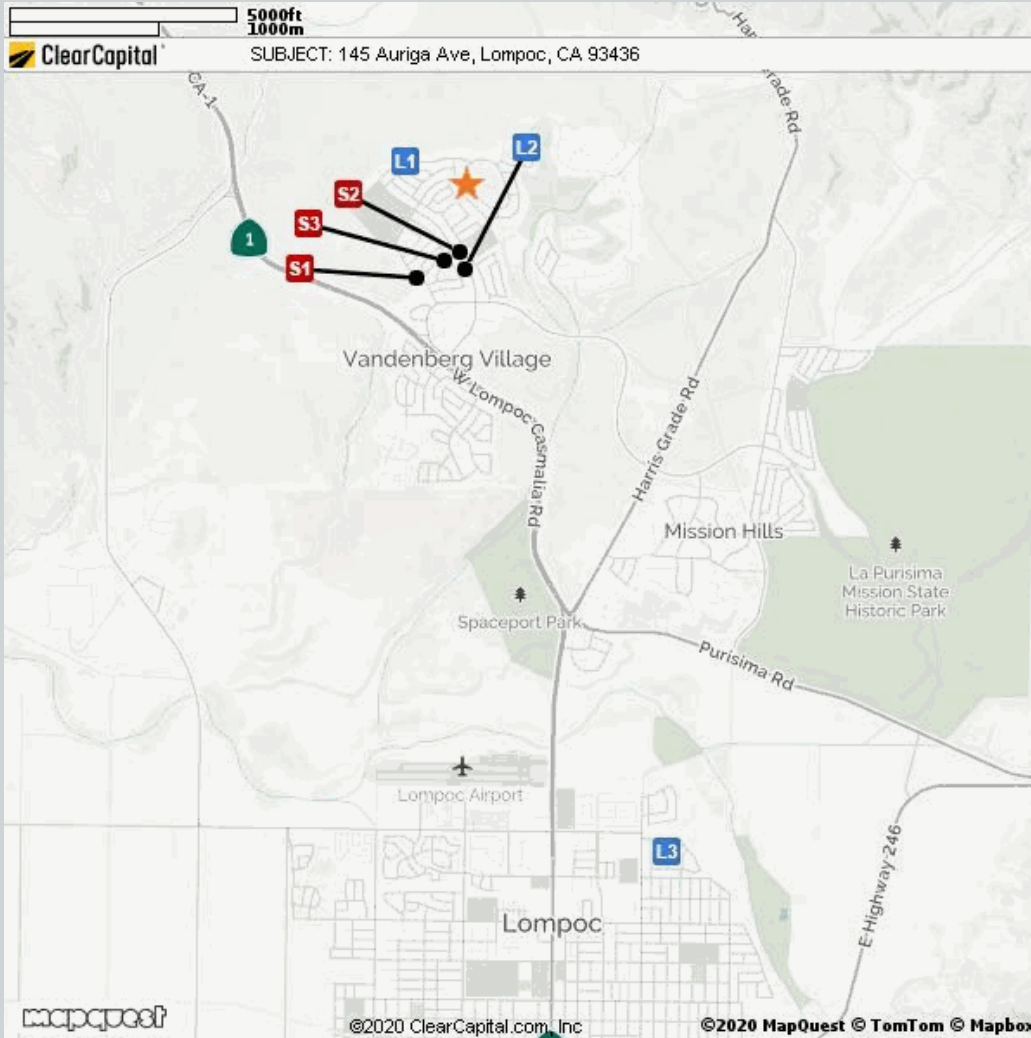 5000ft
1000m
ClearCapital
SUBJECT: 145 Auriga Ave, Lompoc, CA 93436
CA-1
Grade Rd
L1
L2
S2
S3
1
S1
Vandenberg Village
W Lompoc Casmalia Rd
Harris Grade Rd
Mission Hills
La Purisima
Mission State
Historic Park
Spaceport Park
Purisima Rd
Lompoc Airport
L3
E Highway 246
Lompoc
mapquest
©2020 ClearCapital.com, Inc
©2020 MapQuest © TomTom © Mapbox